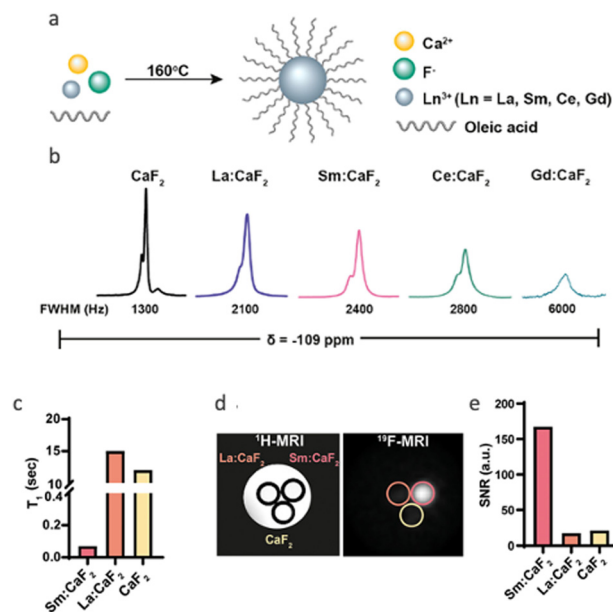 a
160°C
Ca²⁺
F⁻
Ln³⁺ (Ln = La, Sm, Ce, Gd)
Oleic acid
b
CaF₂ La:CaF₂ Sm:CaF₂ Ce:CaF₂ Gd:CaF₂
FWHM (Hz) 1300 2100 2400 2800 6000
δ = -109 ppm
c
T₁ (sec)
20
15
10
0.4
0.2
0.0
Sm:CaF₂
La:CaF₂
CaF₂
d
¹H-MRI
La:CaF₂ Sm:CaF₂
CaF₂
¹⁹F-MRI
e
SNR (a.u.)
200
150
100
50
0
Sm:CaF₂
La:CaF₂
CaF₂